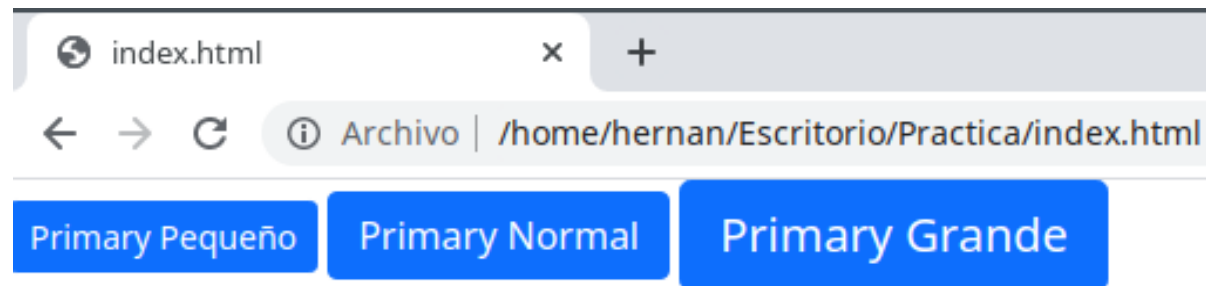 index.html
Archivo | /home/hernan/Escritorio/Practica/index.html
Primary Pequeño Primary Normal Primary Grande